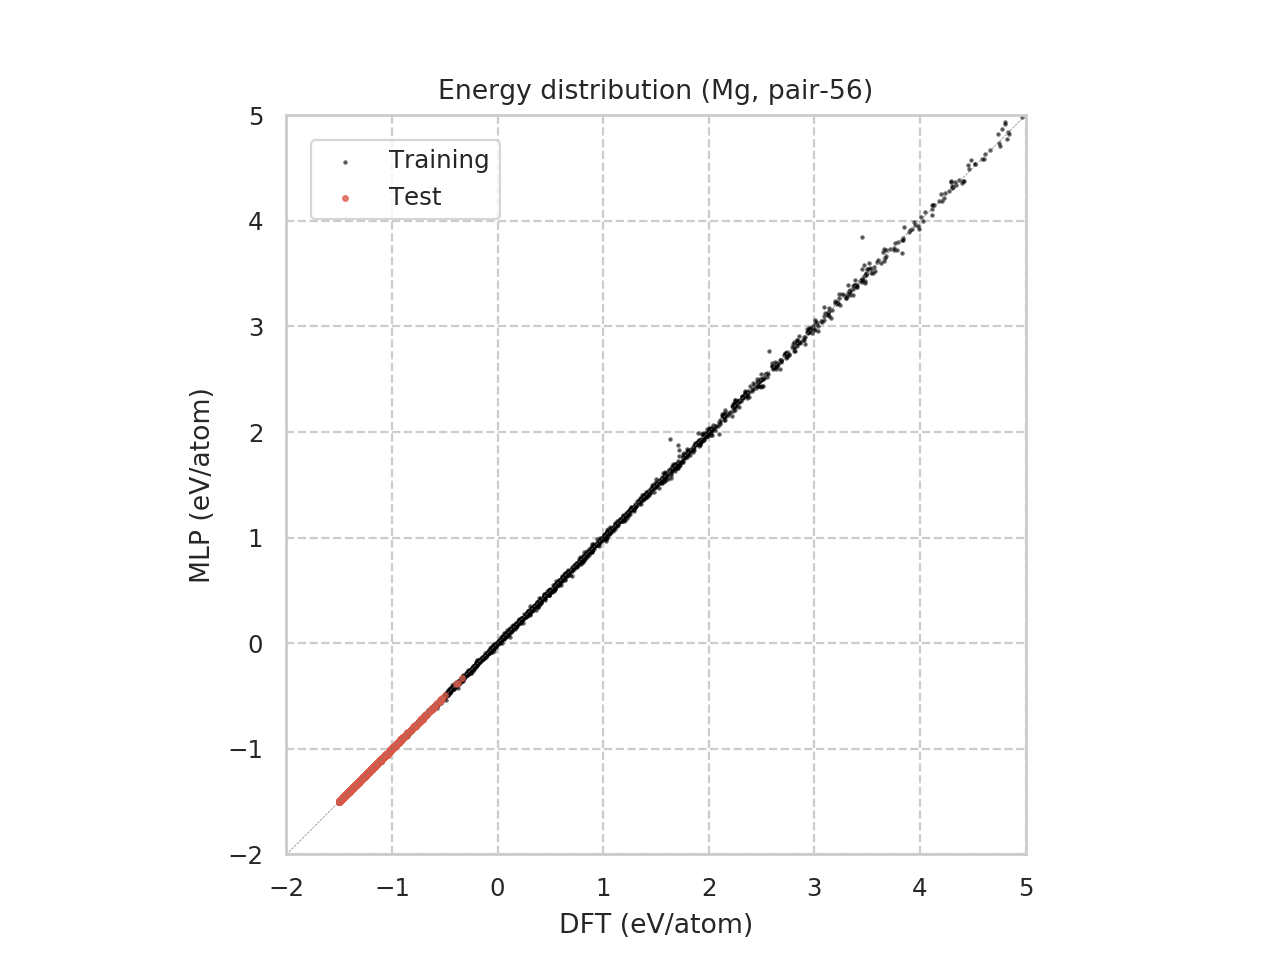 Energy distribution (Mg, pair-56)
Training
Test
5
4
3
2
1
0
−1
−2
MLP (eV/atom)
−2 −1 0 1 2 3 4 5
DFT (eV/atom)